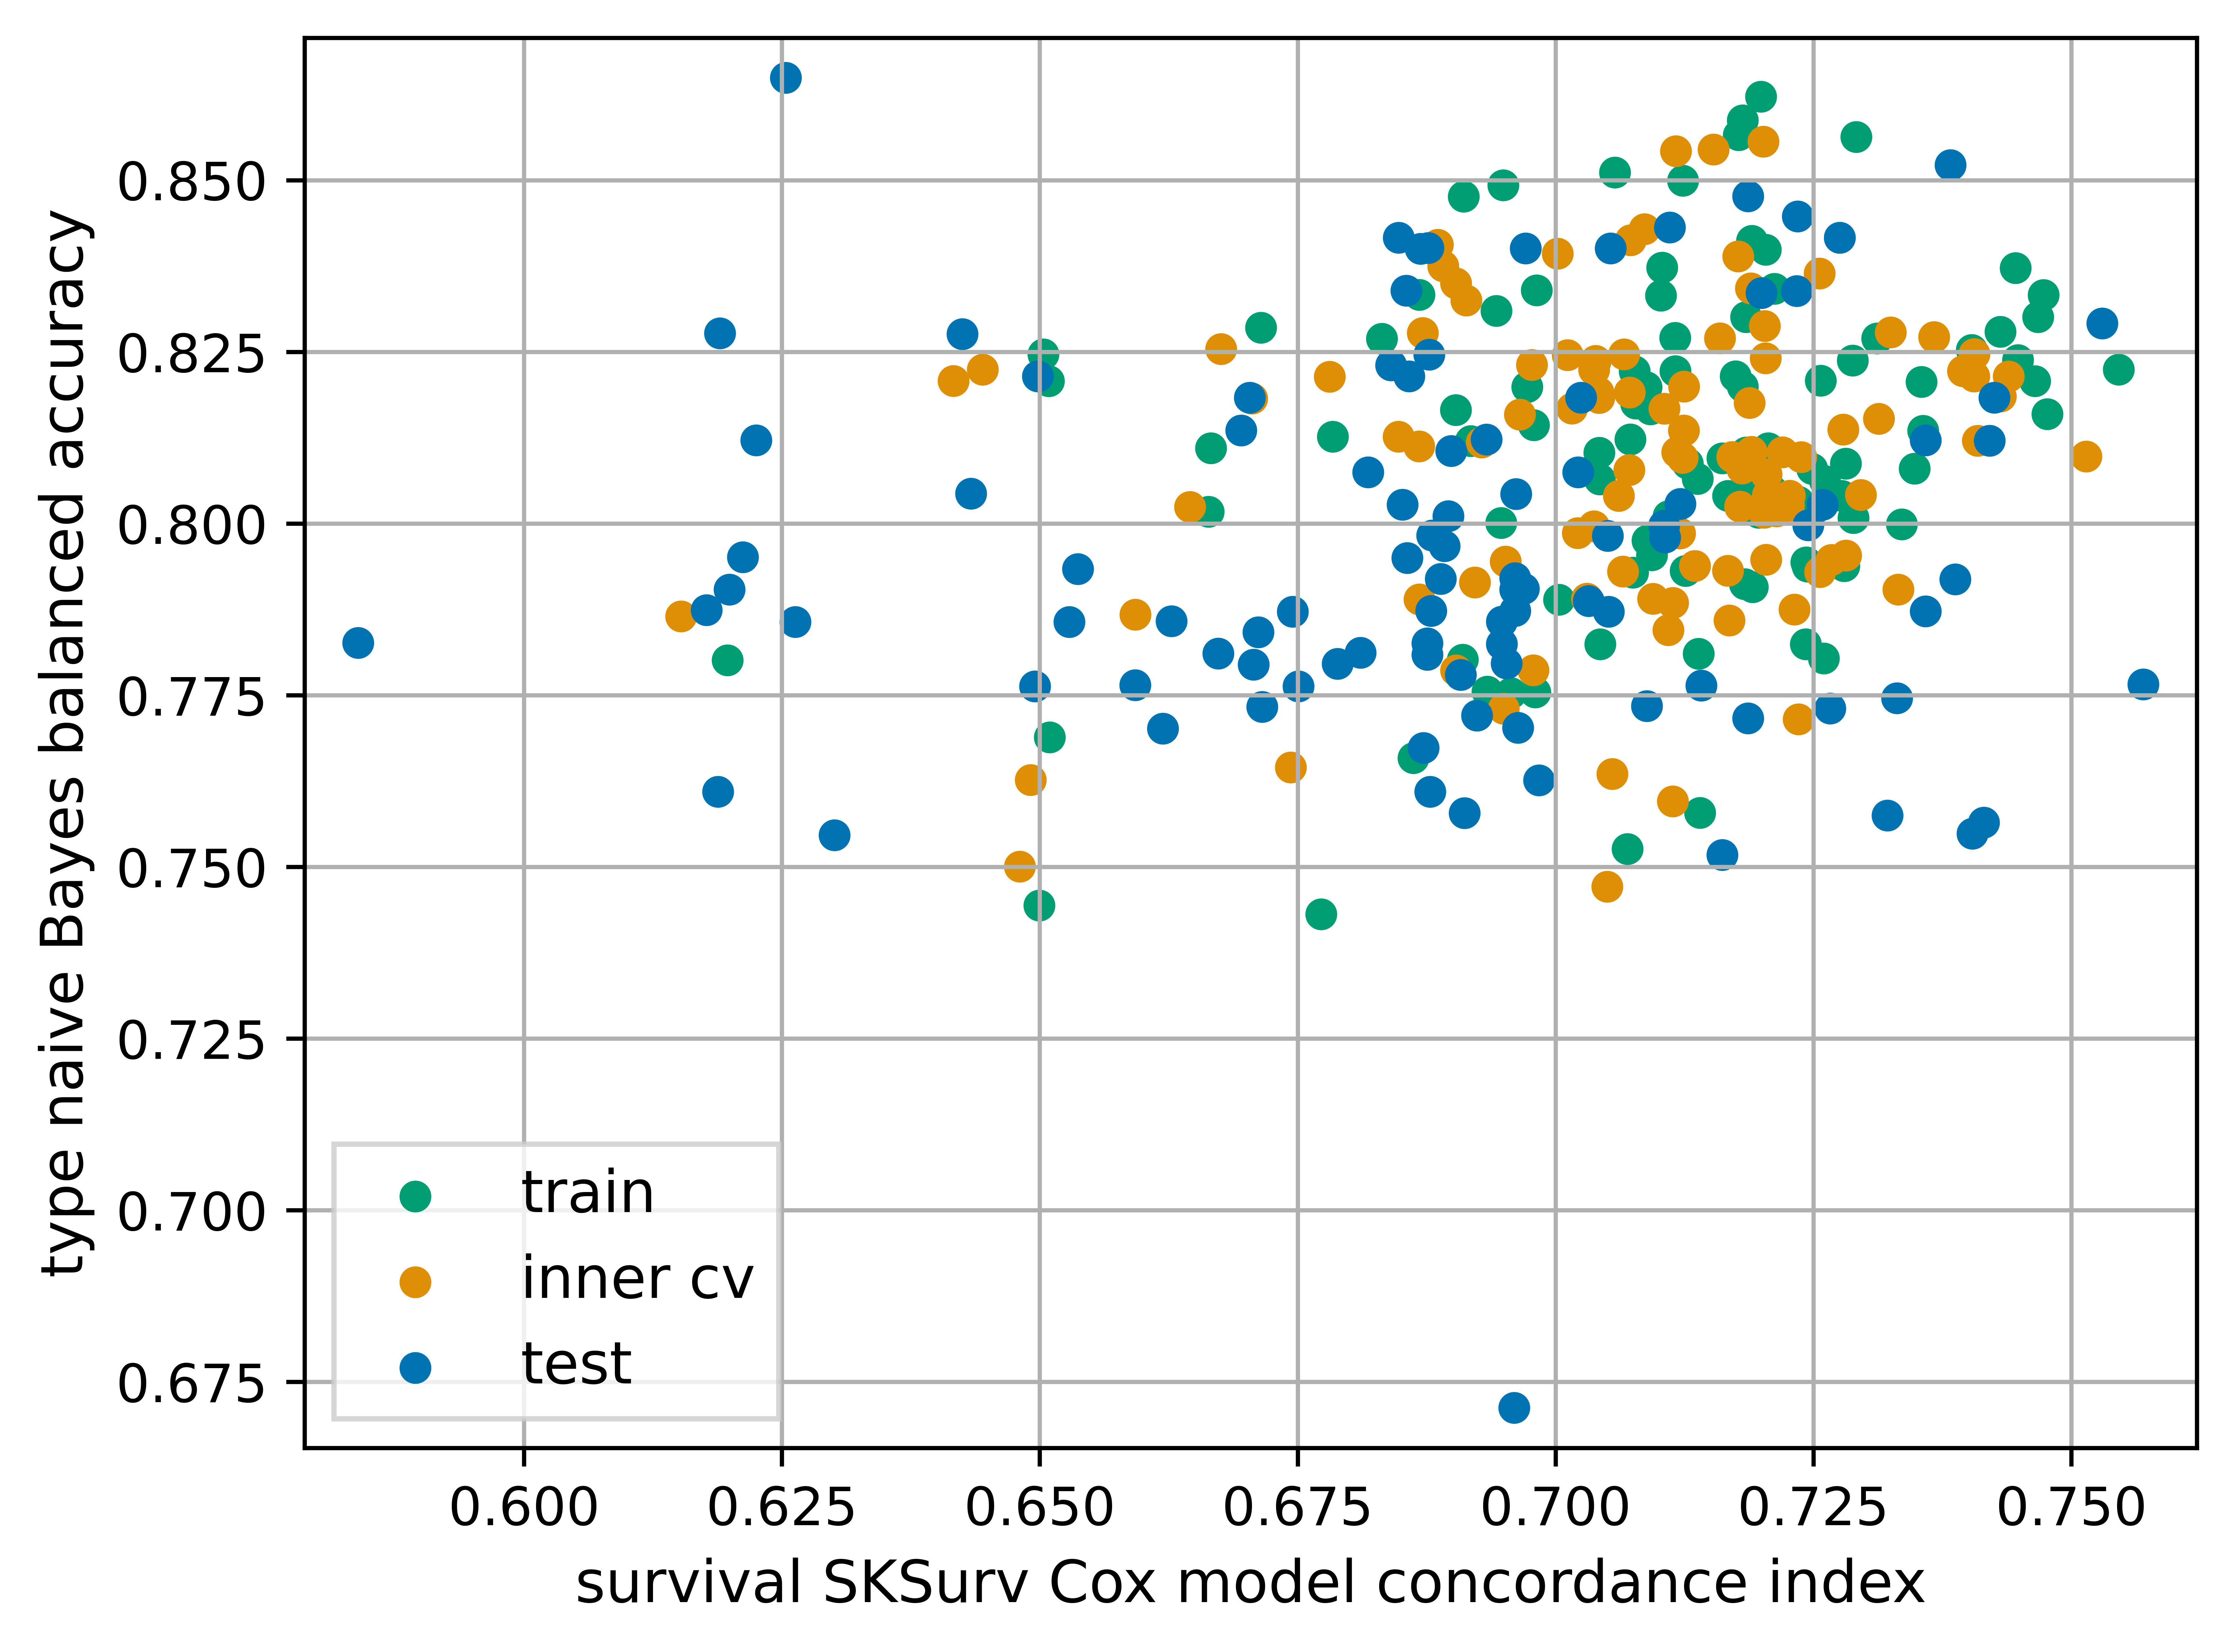 type naive Bayes balanced accuracy
0.850
0.825
0.800
0.775
0.750
0.725
0.700
0.675
train
inner cv
test
0.600 0.625 0.650 0.675 0.700 0.725 0.750
survival SKSurv Cox model concordance index